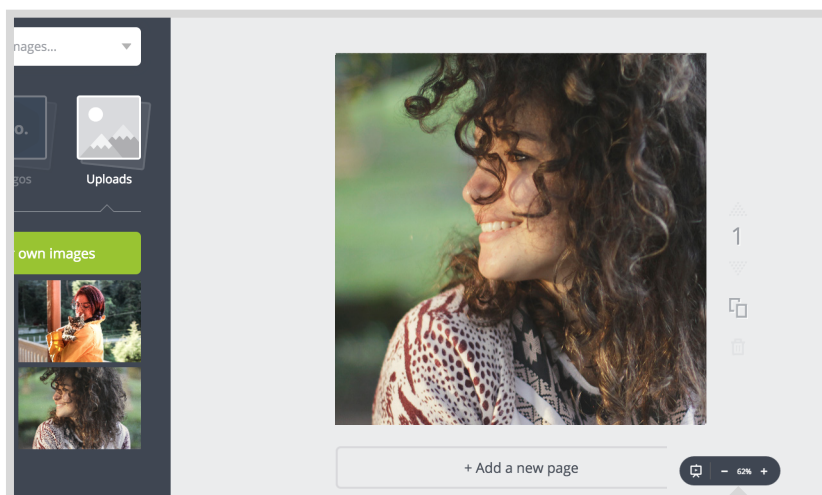 nages...
o.
gos
Uploads
own images
1
+ Add a new page
62%